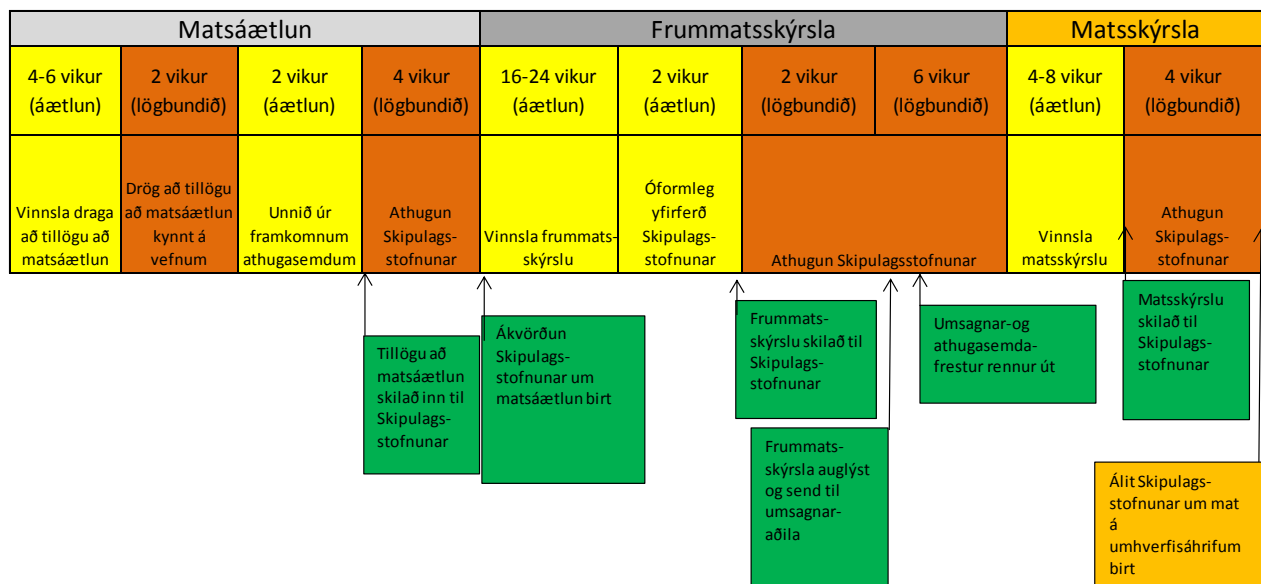 Matsáætlun
Frummatsskýrsla
Matsskýrsla
4-6 vikur
(áætlun)
2 vikur
(lögbundið)
2 vikur
(áætlun)
4 vikur
(lögbundið)
16-24 vikur
(áætlun)
2 vikur
(áætlun)
2 vikur
(lögbundið)
6 vikur
(lögbundið)
4-8 vikur
(áætlun)
4 vikur
(lögbundið)
Vinnsla draga
að tillögu að
matsáætlun
Drög að tillögu
að matsáætlun
kynnt á
vefnum
Unnið úr
framkomnum
athugasemdum
Athugun
Skipulags-
stofnunar
Vinnsla frummats-
skýrslu
Óformleg
yfirferð
Skipulags-
stofnunar
Athugun Skipulagsstofnunar
Vinnsla
matsskýrslu
Athugun
Skipulags-
stofnunar
Tillögu að
matsáætlun
skilað inn til
Skipulags-
stofnunar
Ákvörðun
Skipulags-
stofnunar um
matsáætlun birt
Frummats-
skýrslu skilað til
Skipulags-
stofnunar
Frummats-
skýrsla auglýst
og send til
umsagnar-
aðila
Umsagnar-og
athugasemda-
frestur rennur út
Matsskýrslu
skilað til
Skipulags-
stofnunar
Álit Skipulags-
stofnunar um mat
á
umhverfisáhrifum
birt